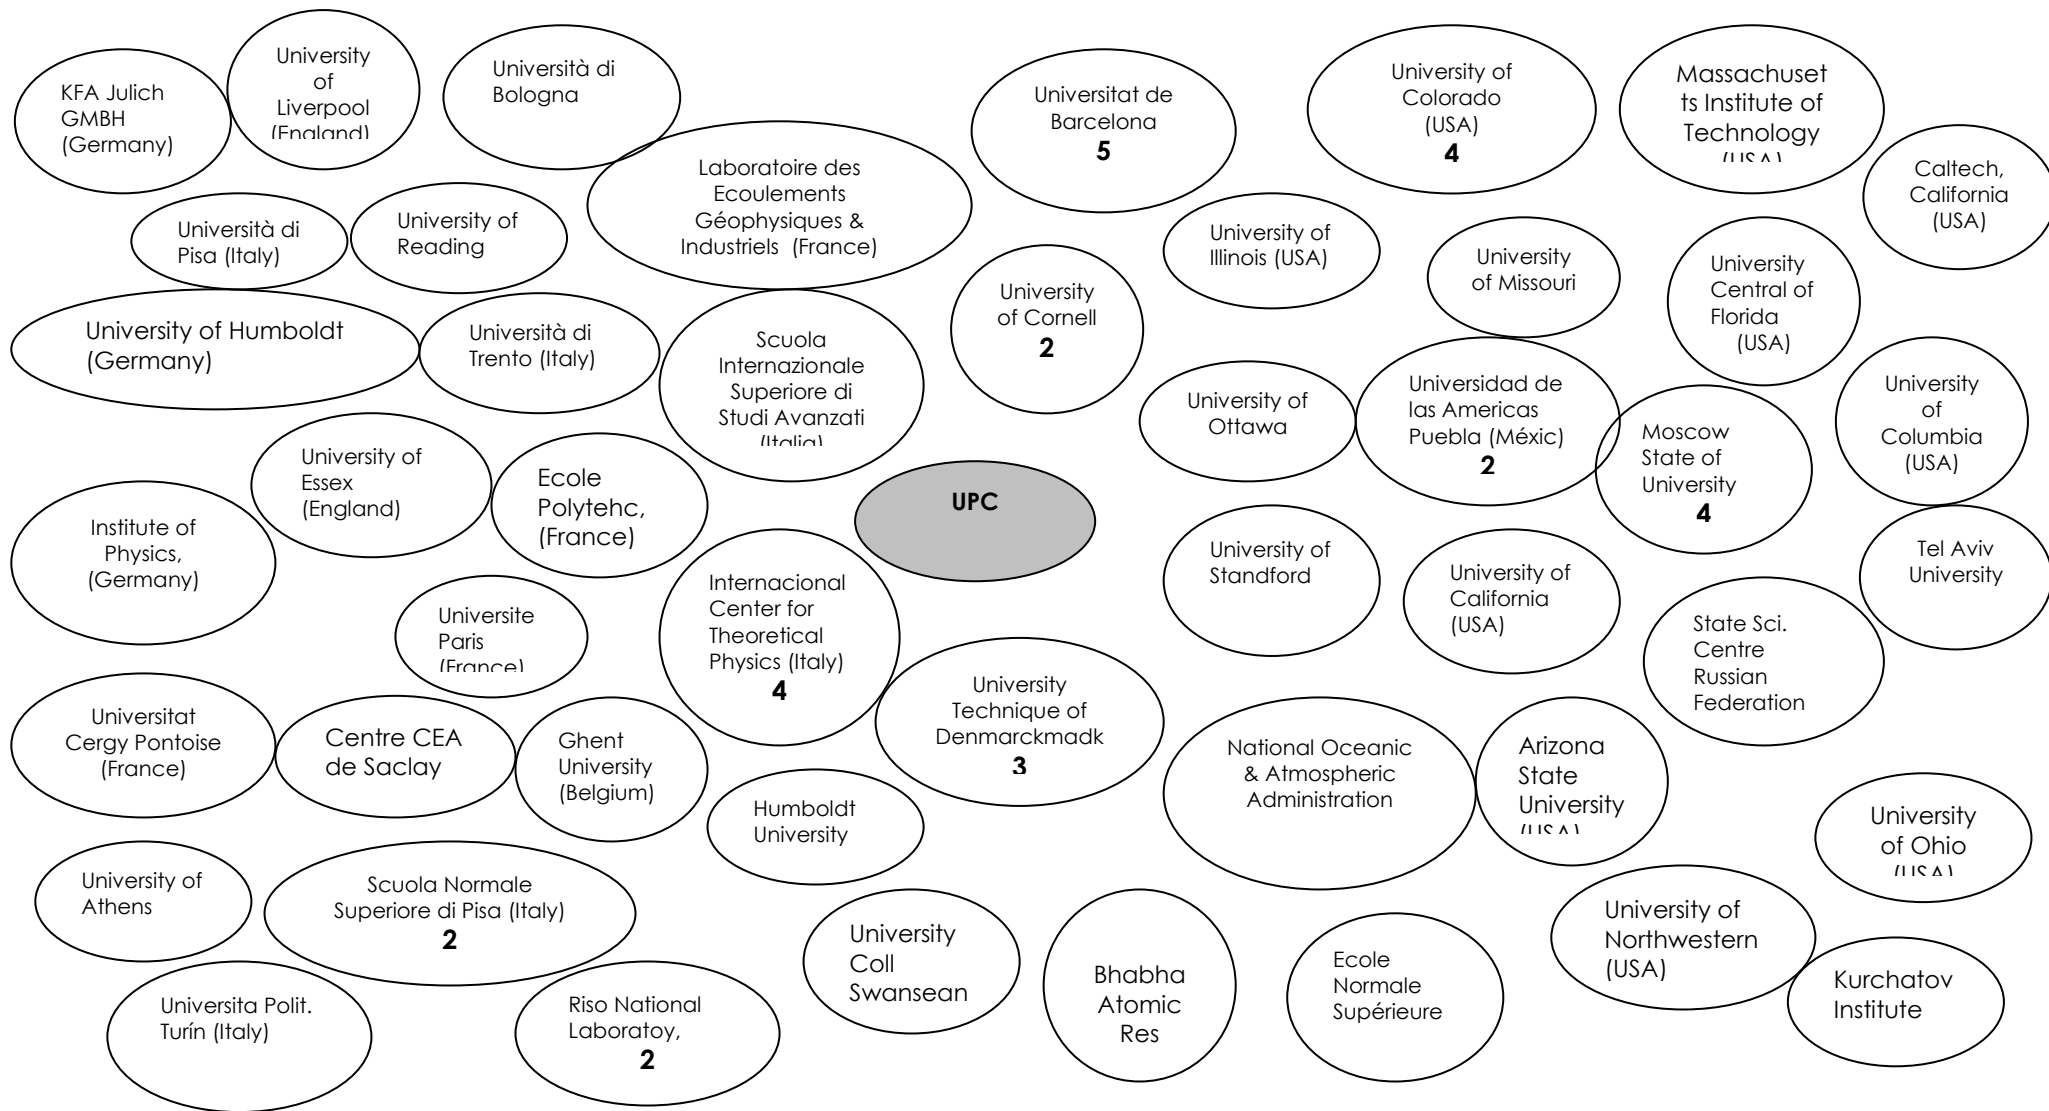 KFA Julich
GMBH
(Germany)
University
of
Liverpool
(England)
Università di
Bologna
Universitat de
Barcelona
5
University of
Colorado
(USA)
4
Massachuset
ts Institute of
Technology
(USA)
Caltech,
California
(USA)
Università di
Pisa (Italy)
University of
Reading
Laboratoire des
Ecoulements
Géophysiques &
Industriels (France)
University of
Illinois (USA)
University
of Missouri
University
Central of
Florida
(USA)
University of Humboldt
(Germany)
Università di
Trento (Italy)
Scuola
Internazionale
Superiore di
Studi Avanzati
(Italia)
University
of Cornell
2
University of
Ottawa
Universidad de
las Americas
Puebla (Méxic)
2
Moscow
State of
University
4
University
of
Columbia
(USA)
University of
Essex
(England)
Ecole
Polytehc,
(France)
UPC
Institute of
Physics,
(Germany)
Universite
Paris
(France)
Internacional
Center for
Theoretical
Physics (Italy)
4
University of
Standford
University of
California
(USA)
Tel Aviv
University
State Sci.
Centre
Russian
Federation
Universitat
Cergy Pontoise
(France)
Centre CEA
de Saclay
Ghent
University
(Belgium)
University
Technique of
Denmarckmadk
3
Humboldt
University
National Oceanic
& Atmospheric
Administration
Arizona
State
University
(USA)
University
of Ohio
(USA)
University of
Athens
Scuola Normale
Superiore di Pisa (Italy)
2
University
Coll
Swansean
Bhabha
Atomic
Res
Ecole
Normale
Supérieure
University of
Northwestern
(USA)
Kurchatov
Institute
Universita Polit.
Turín (Italy)
Riso National
Laboratoy,
2